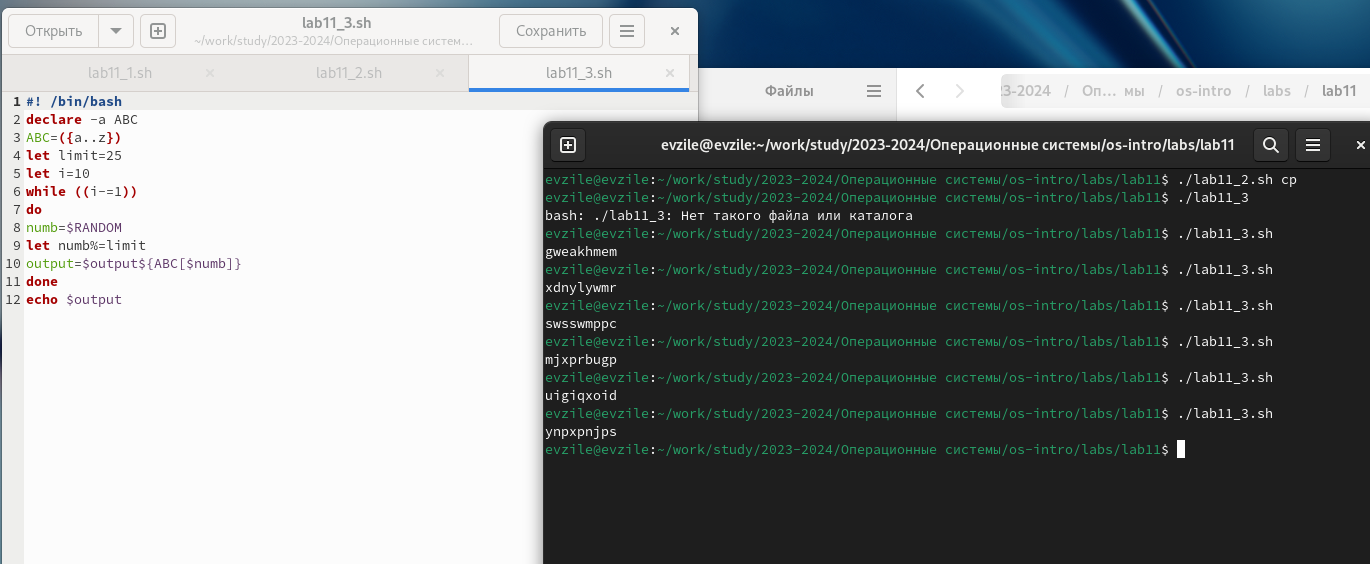 Открыть
lab11_3.sh
~/work/study/2023-2024/Операционные систем…
Сохранить
lab11_1.sh
lab11_2.sh
lab11_3.sh
1 #! /bin/bash
2 declare -a ABC
3 ABC=({a..z})
4 let limit=25
5 let i=10
6 while ((i-=1))
7 do
8 numb=$RANDOM
9 let numb%=limit
10 output=$output${ABC[$numb]}
11 done
12 echo $output
Файлы
3-2024 / Оп… мы / os-intro / labs / lab11
evzile@evzile:~/work/study/2023-2024/Операционные системы/os-intro/labs/lab11
evzile@evzile:~/work/study/2023-2024/Операционные системы/os-intro/labs/lab11$ ./lab11_2.sh cp
evzile@evzile:~/work/study/2023-2024/Операционные системы/os-intro/labs/lab11$ ./lab11_3
bash: ./lab11_3: Нет такого файла или каталога
evzile@evzile:~/work/study/2023-2024/Операционные системы/os-intro/labs/lab11$ ./lab11_3.sh
gweakhmem
evzile@evzile:~/work/study/2023-2024/Операционные системы/os-intro/labs/lab11$ ./lab11_3.sh
xdnylywmr
evzile@evzile:~/work/study/2023-2024/Операционные системы/os-intro/labs/lab11$ ./lab11_3.sh
swsswmppc
evzile@evzile:~/work/study/2023-2024/Операционные системы/os-intro/labs/lab11$ ./lab11_3.sh
mjxprbugp
evzile@evzile:~/work/study/2023-2024/Операционные системы/os-intro/labs/lab11$ ./lab11_3.sh
uigiqxoid
evzile@evzile:~/work/study/2023-2024/Операционные системы/os-intro/labs/lab11$ ./lab11_3.sh
ynpxpnjps
evzile@evzile:~/work/study/2023-2024/Операционные системы/os-intro/labs/lab11$